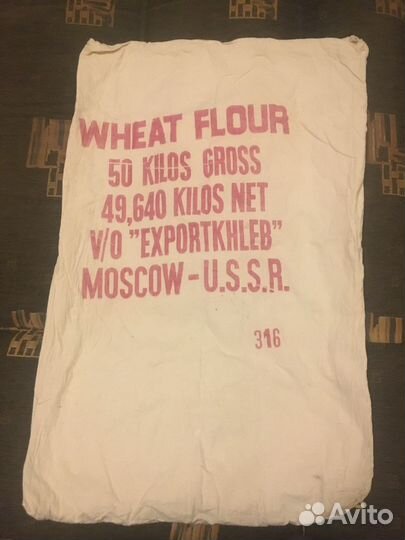 WHEAT FLOUR
50 KILOS GROSS
49,640 KILOS NET
V/O "EXPORTKHLEB"
MOSCOW - U.S.S.R.
316
Avito